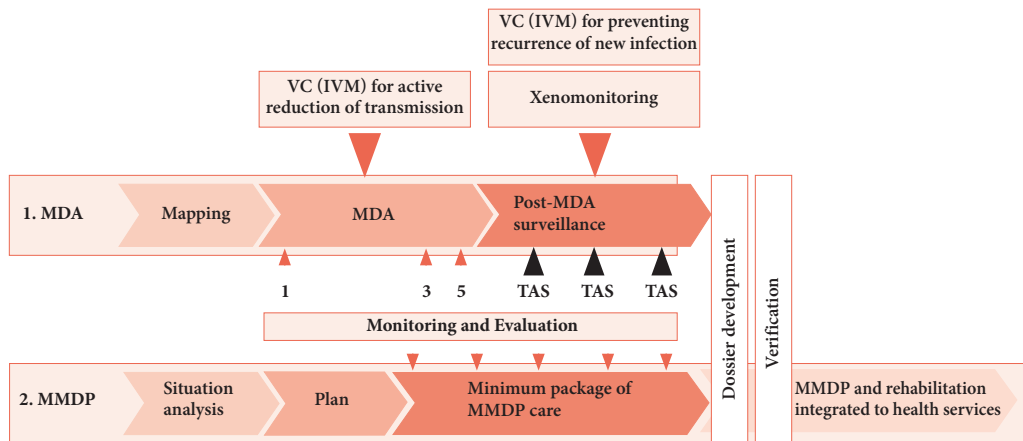 VC (IVM) for preventing
recurrence of new infection
VC (IVM) for active
reduction of transmission
Xenomonitoring
1. MDA
Mapping
MDA
Post-MDA
surveillance
1
3
5
TAS
TAS
TAS
Monitoring and Evaluation
Dossier development
Verification
2. MMDP
Situation
analysis
Plan
Minimum package of
MMDP care
MMDP and rehabilitation
integrated to health services